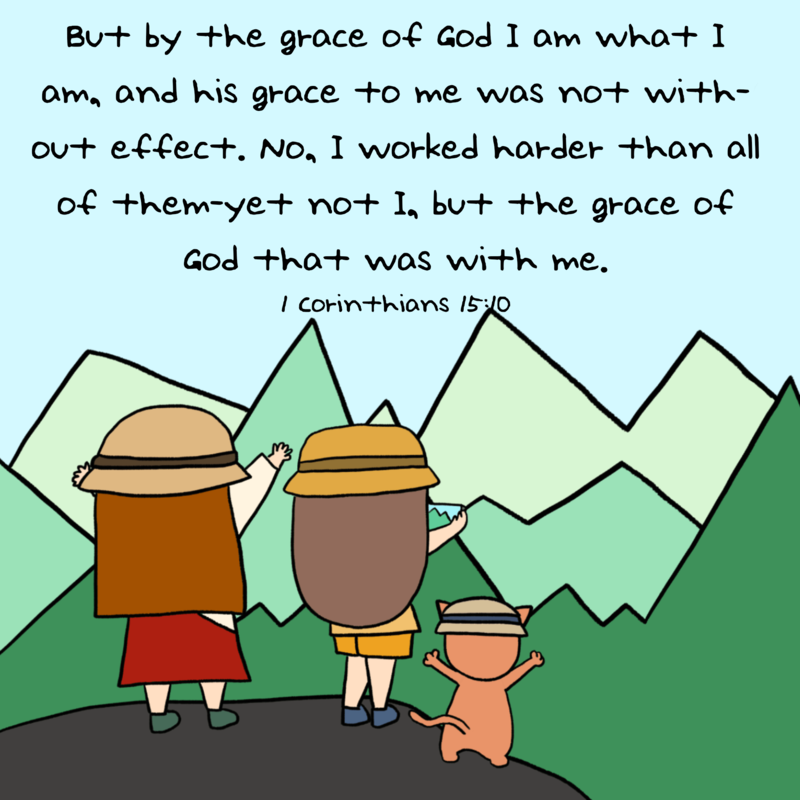 But by the grace of God I am what I
am, and his grace to me was not with-
out effect. No, I worked harder than all
of them-yet not I, but the grace of
God that was with me.
1 Corinthians 15:10